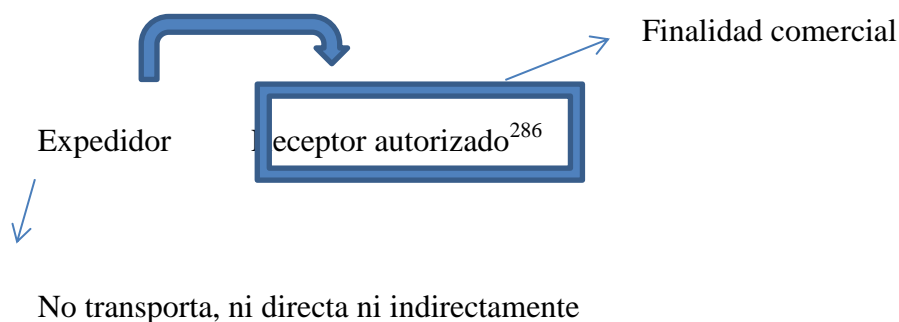 Finalidad comercial
Expedidor Receptor autorizado286
No transporta, ni directa ni indirectamente